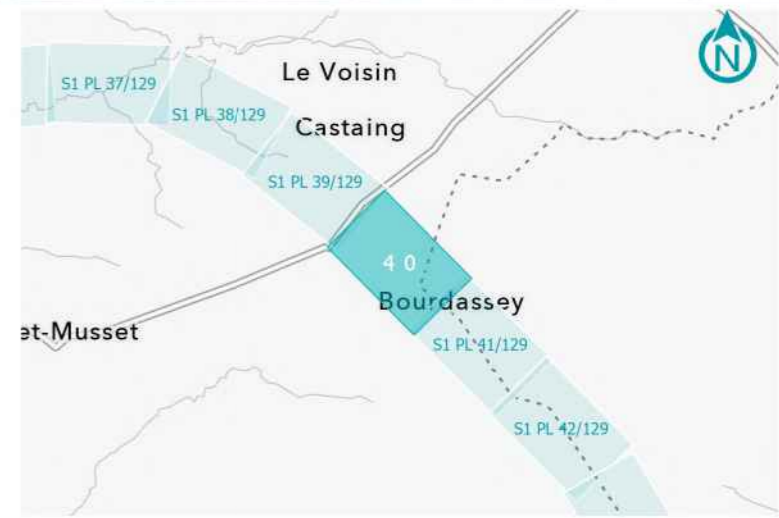 N
Le Voisin
S1 PL 37/129
S1 PL 38/129
Castaing
S1 PL 39/129
4 0
Bourdassey
et-Musset
S1 PL 41/129
S1 PL 42/129